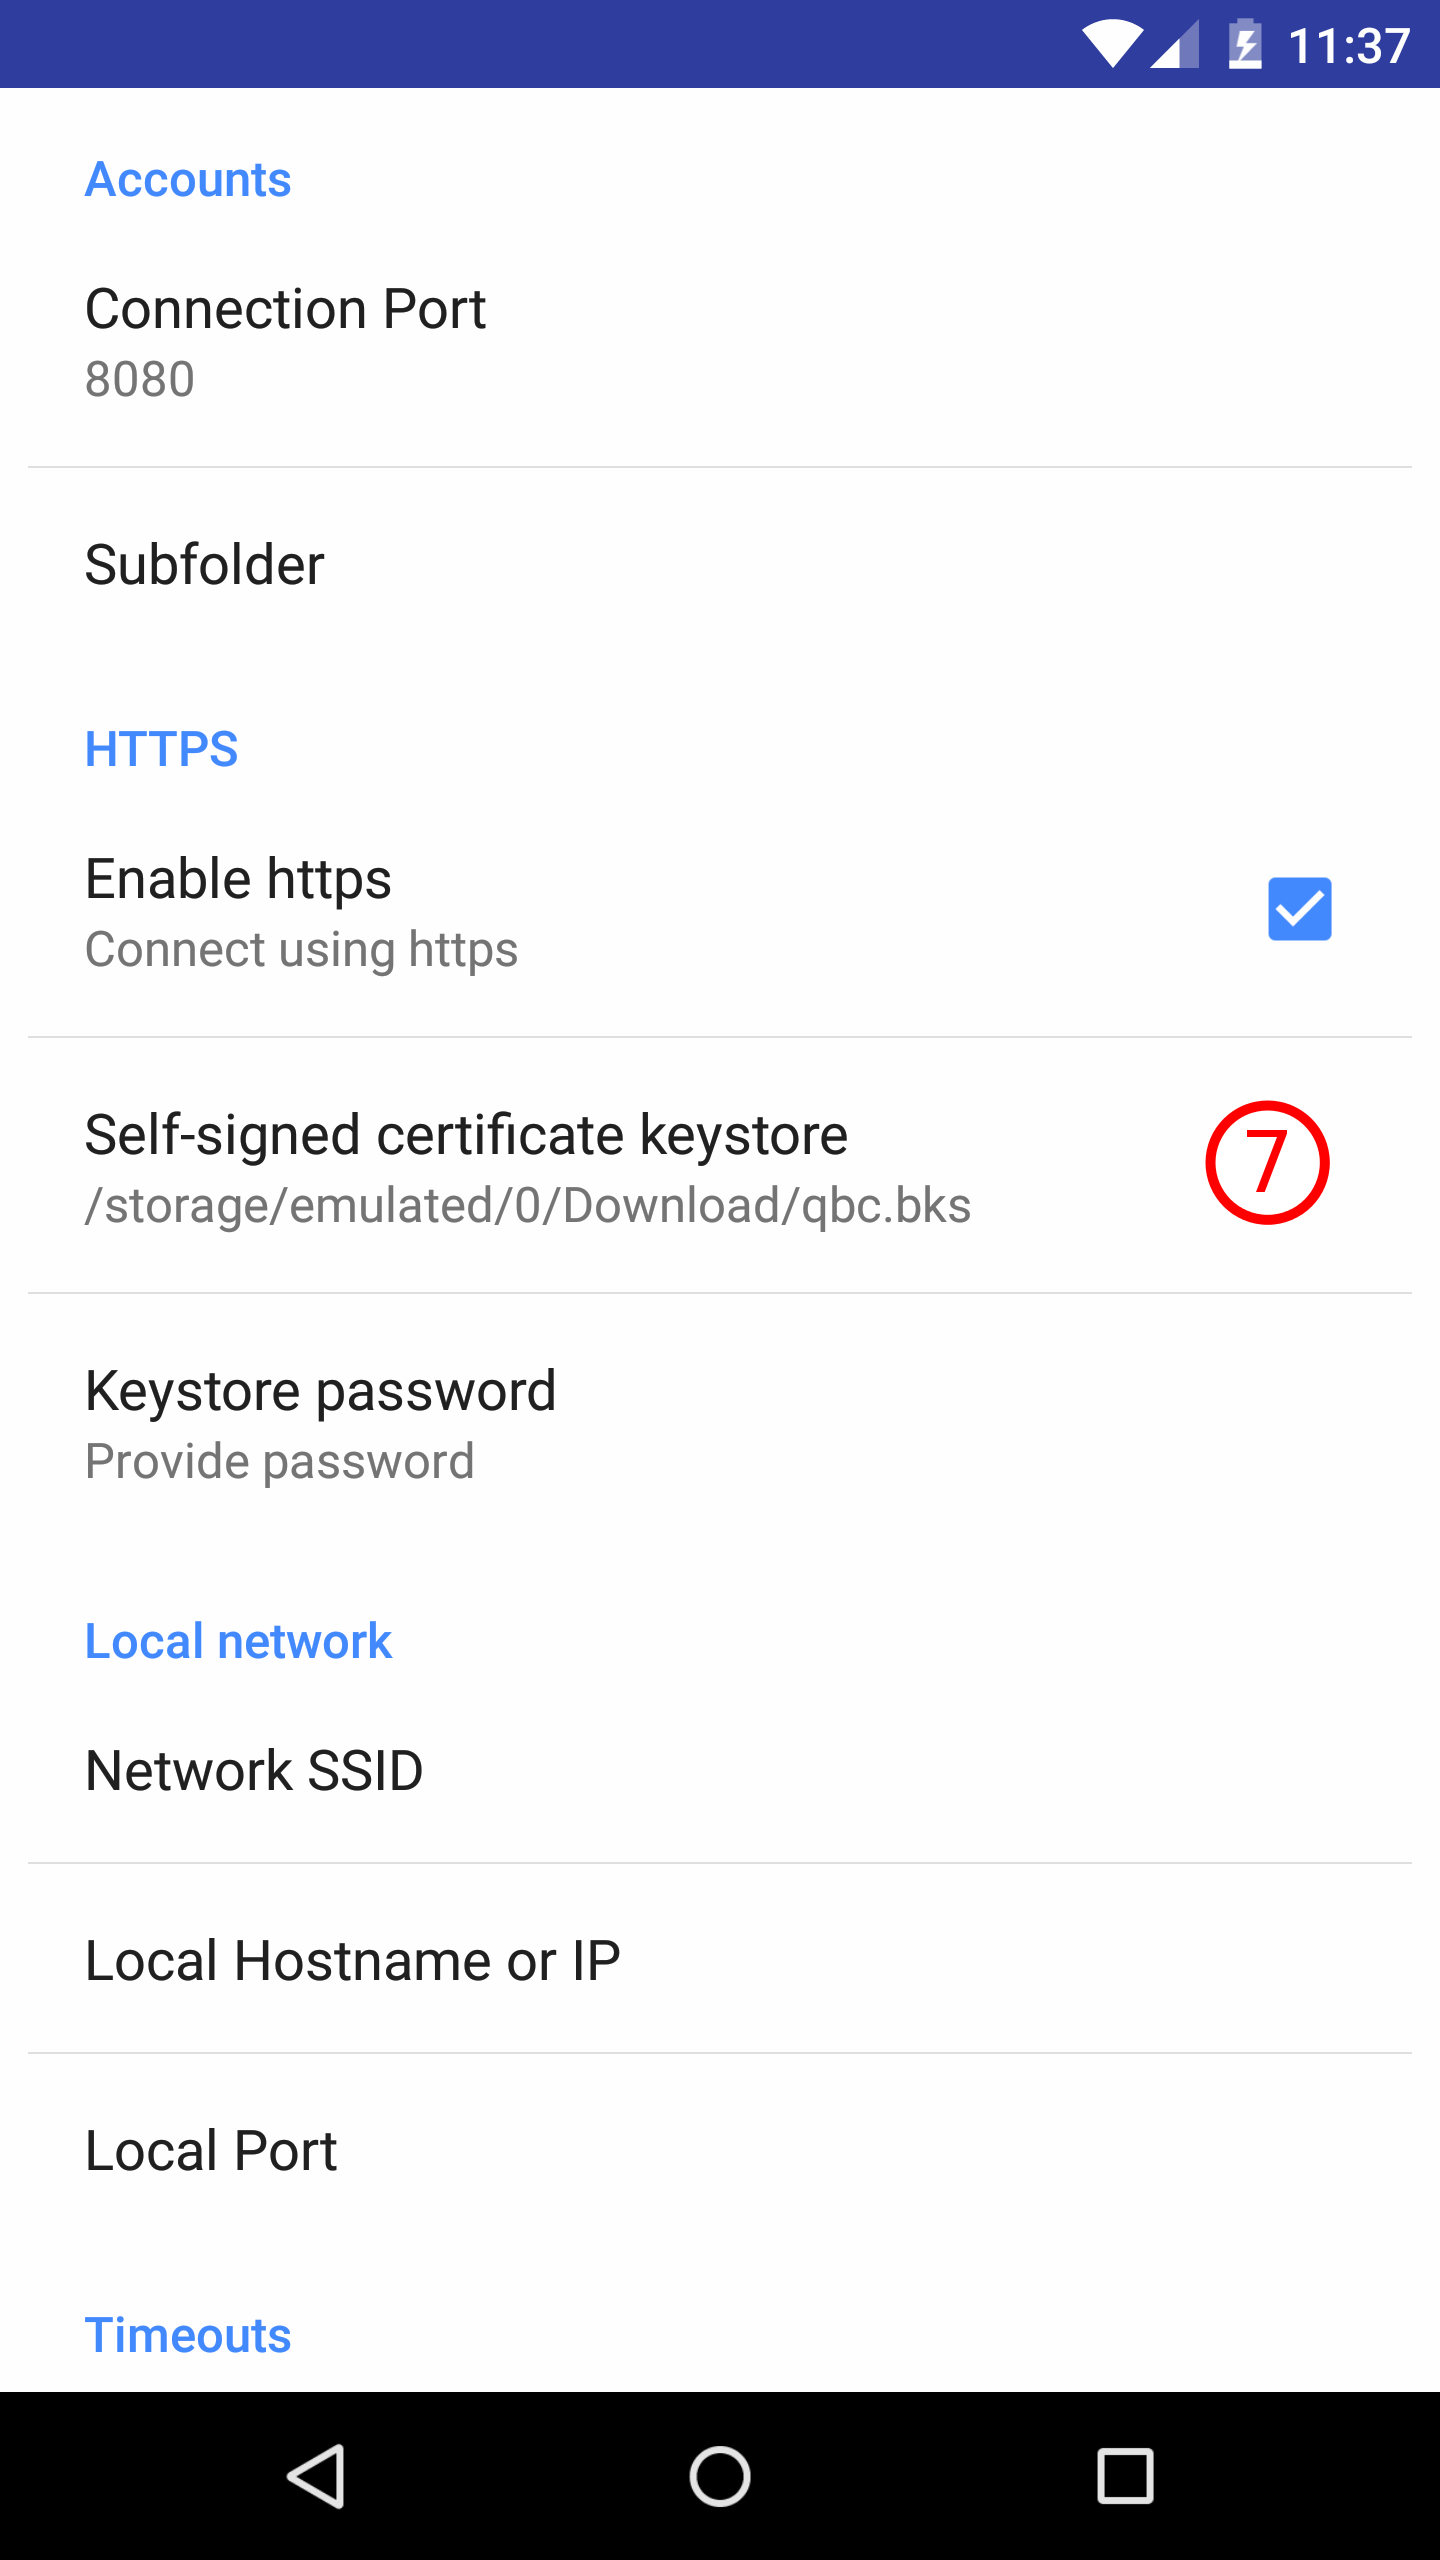 11:37
Accounts
Connection Port
8080
Subfolder
HTTPS
Enable https
Connect using https
Self-signed certificate keystore
7
/storage/emulated/0/Download/qbc.bks
Keystore password
Provide password
Local network
Network SSID
Local Hostname or IP
Local Port
Timeouts